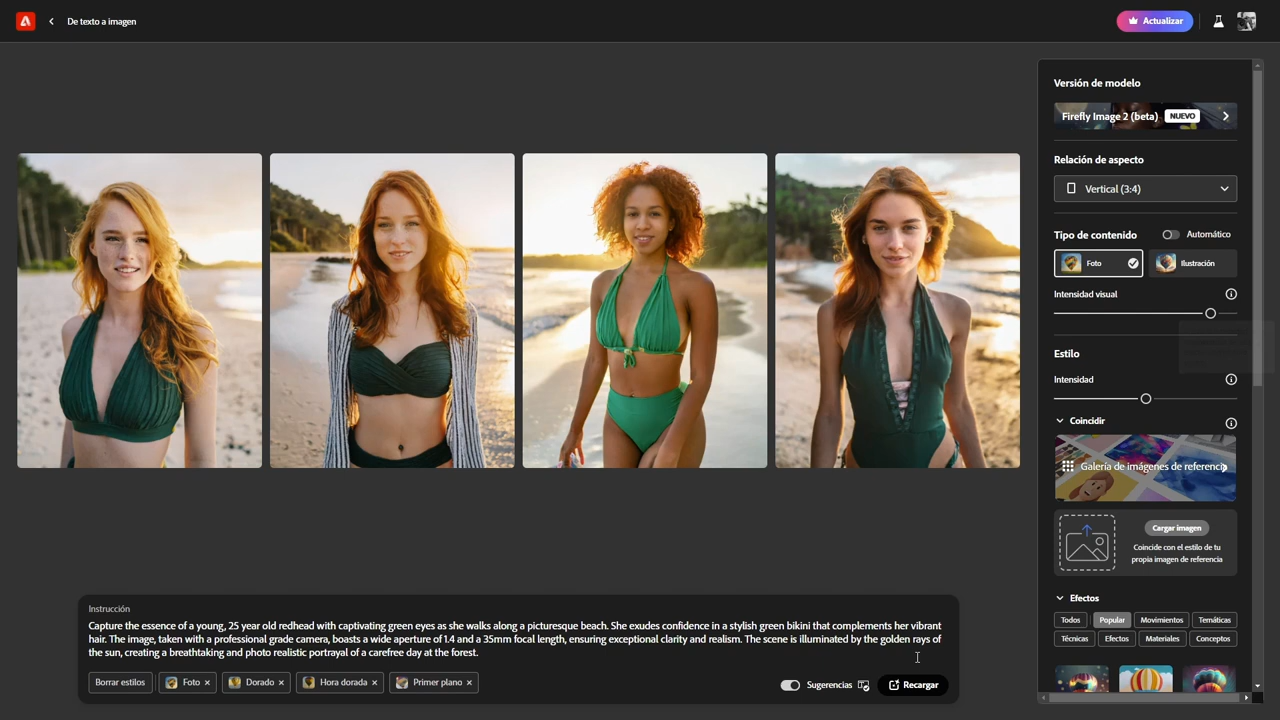 De texto a imagen
Actualizar
Versión de modelo
Firefly Image 2 (beta) NUEVO
Relación de aspecto
Vertical (3:4)
Tipo de contenido Automático
Foto Ilustración
Intensidad visual
Estilo
Intensidad
Coincidir
Galería de imágenes de referencia
Cargar imagen
Coincide con el estilo de tu
propia imagen de referencia
Efectos
Todos Popular Movimientos Temáticas
Técnicas Efectos Materiales Conceptos
Instrucción
Capture the essence of a young, 25 year old redhead with captivating green eyes as she walks along a picturesque beach. She exudes confidence in a stylish green bikini that complements her vibrant
hair. The image, taken with a professional grade camera, boasts a wide aperture of 1.4 and a 35mm focal length, ensuring exceptional clarity and realism. The scene is illuminated by the golden rays of
the sun, creating a breathtaking and photo realistic portrayal of a carefree day at the forest.
Borrar estilos Foto × Dorado × Hora dorada × Primer plano × Sugerencias Recargar